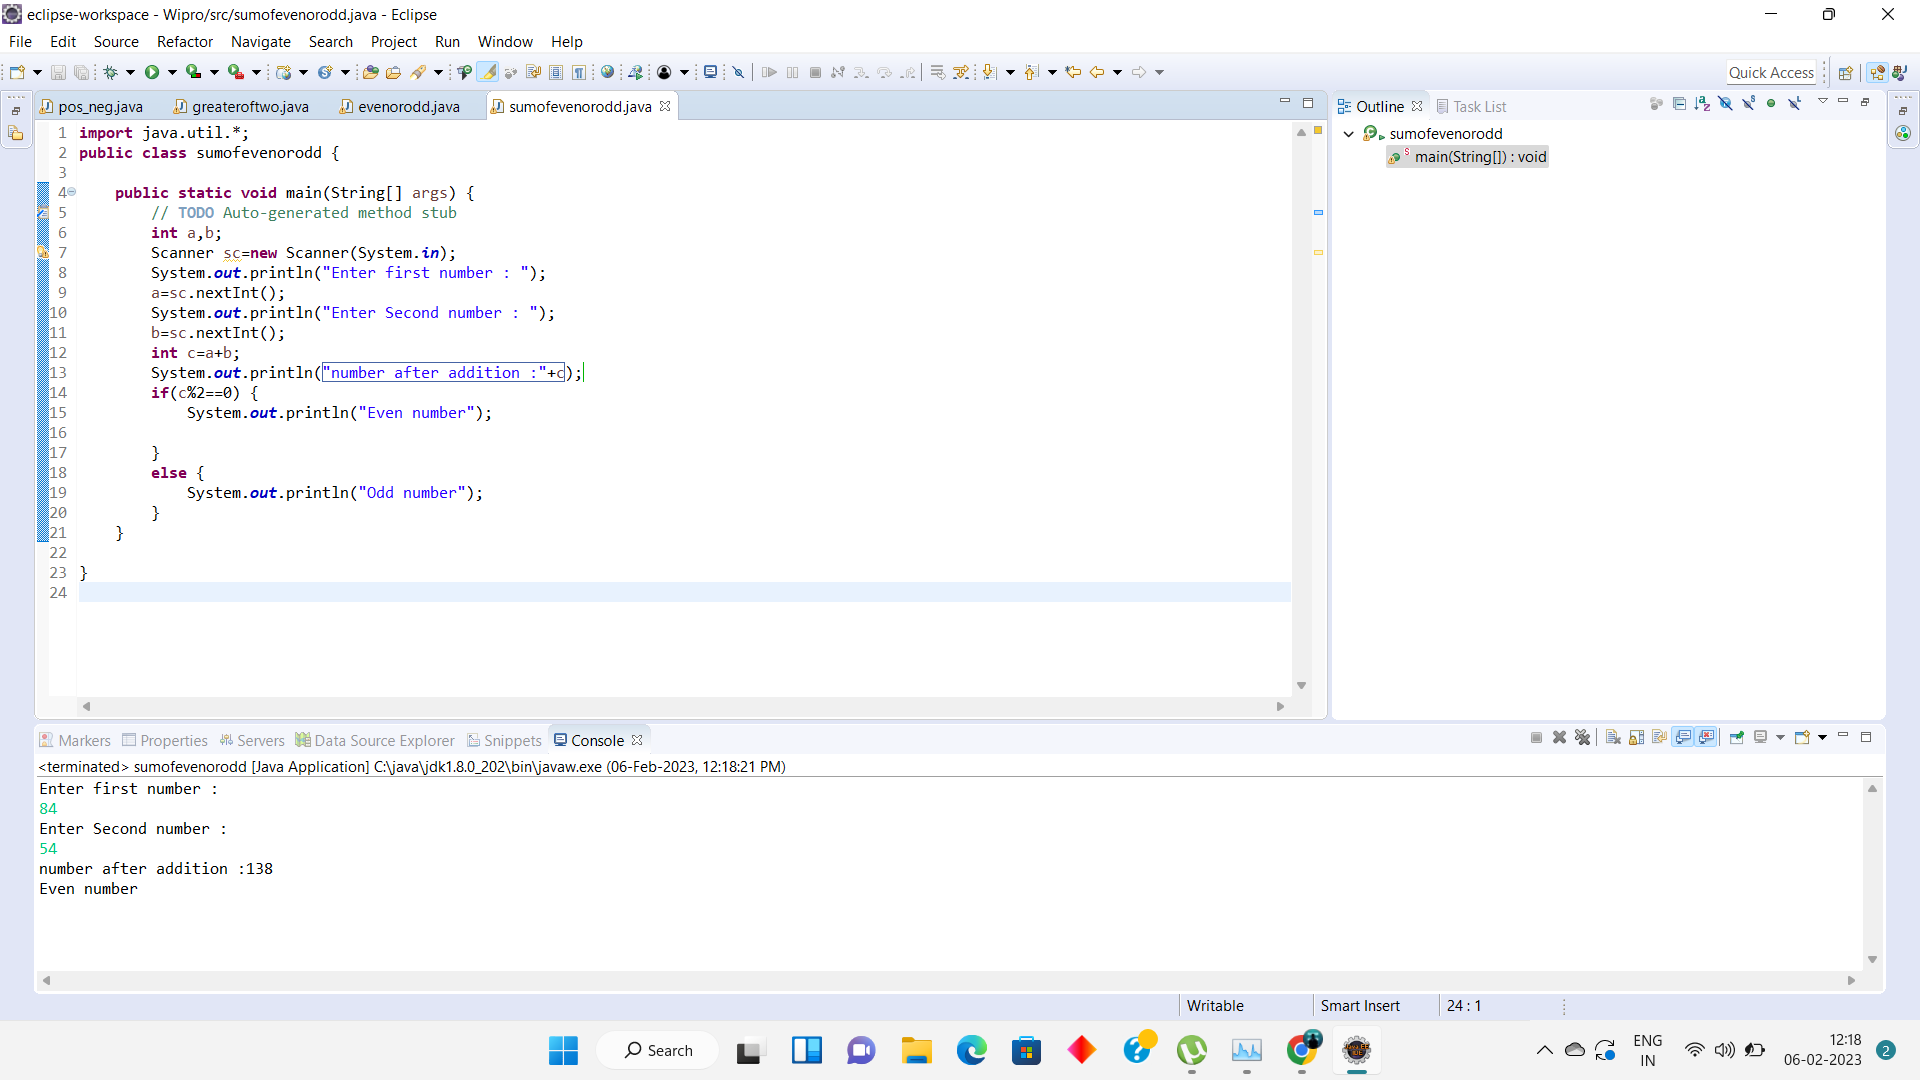 eclipse-workspace - Wipro/src/sumofevenorodd.java - Eclipse
File Edit Source Refactor Navigate Search Project Run Window Help
Quick Access
pos_neg.java greateroftwo.java evenorodd.java sumofevenorodd.java
Outline Task List
sumofevenorodd
main(String[]) : void
1 import java.util.*;
2 public class sumofevenorodd {
3
4 public static void main(String[] args) {
5 // TODO Auto-generated method stub
6 int a,b;
7 Scanner sc=new Scanner(System.in);
8 System.out.println("Enter first number : ");
9 a=sc.nextInt();
10 System.out.println("Enter Second number : ");
11 b=sc.nextInt();
12 int c=a+b;
13 System.out.println("number after addition :"+c);
14 if(c%2==0) {
15 System.out.println("Even number");
16
17 }
18 else {
19 System.out.println("Odd number");
20 }
21 }
22
23 }
24
Markers Properties Servers Data Source Explorer Snippets Console
<terminated> sumofevenorodd [Java Application] C:\java\jdk1.8.0_202\bin\javaw.exe (06-Feb-2023, 12:18:21 PM)
Enter first number :
84
Enter Second number :
54
number after addition :138
Even number
Writable Smart Insert 24 : 1
Search
ENG
IN
12:18
06-02-2023
2